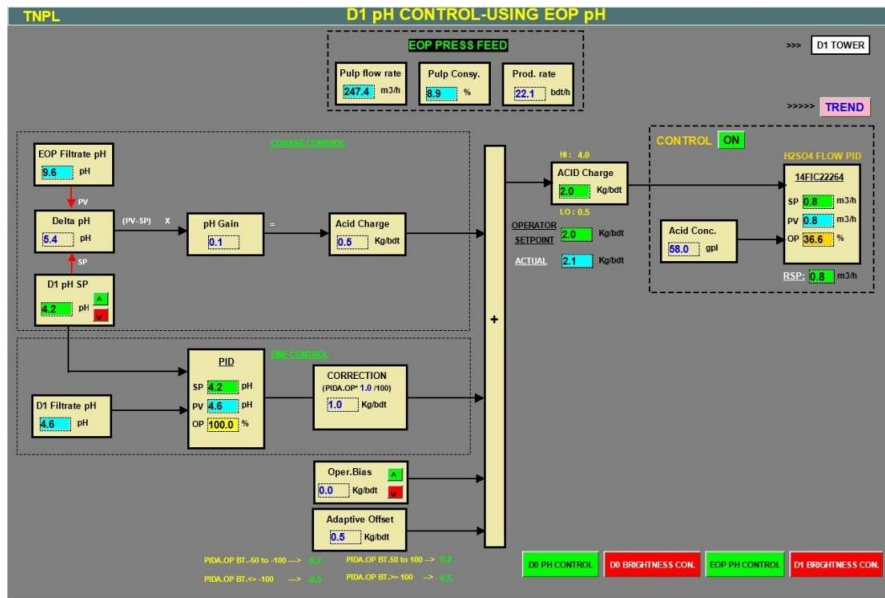 TNPL
D1 pH CONTROL-USING EOP pH
EOP PRESS FEED
>>> D1 TOWER
Pulp flow rate
247.4 m3/h
Pulp Consy.
8.9 %
Prod. rate
22.1 bdt/h
>>>>> TREND
COARSE CONTROL
CONTROL ON
EOP Filtrate pH
9.6 pH
PV
Delta pH
5.4 pH
(PV-SP) X
SP
D1 pH SP
4.2 pH
A
M
pH Gain
0.1
=
Acid Charge
0.5 Kg/bdt
+
HI : 4.0
ACID Charge
2.0 Kg/bdt
LO : 0.5
OPERATOR
SETPOINT 2.0 Kg/bdt
ACTUAL 2.1 Kg/bdt
H2SO4 FLOW PID
14FIC22264
SP 0.8 m3/h
PV 0.8 m3/h
OP 36.6 %
Acid Conc.
58.0 gpl
RSP: 0.8 m3/h
FINE CONTROL
PID
SP 4.2 pH
PV 4.6 pH
OP 100.0 %
D1 Filtrate pH
4.6 pH
CORRECTION
(PIDA.OP* 1.0 /100)
1.0 Kg/bdt
Oper.Bias
A
0.0 Kg/bdt
M
Adaptive Offset
0.5 Kg/bdt
PIDA.OP BT.-50 to -100 ---> 0.2
PIDA.OP BT.50 to 100 --> 0.2
PIDA.OP BT.<= -100 ---> 0.5
PIDA.OP BT.>= 100 ---> 0.5
D0 PH CONTROL
D0 BRIGHTNESS CON.
EOP PH CONTROL
D1 BRIGHTNESS CON.